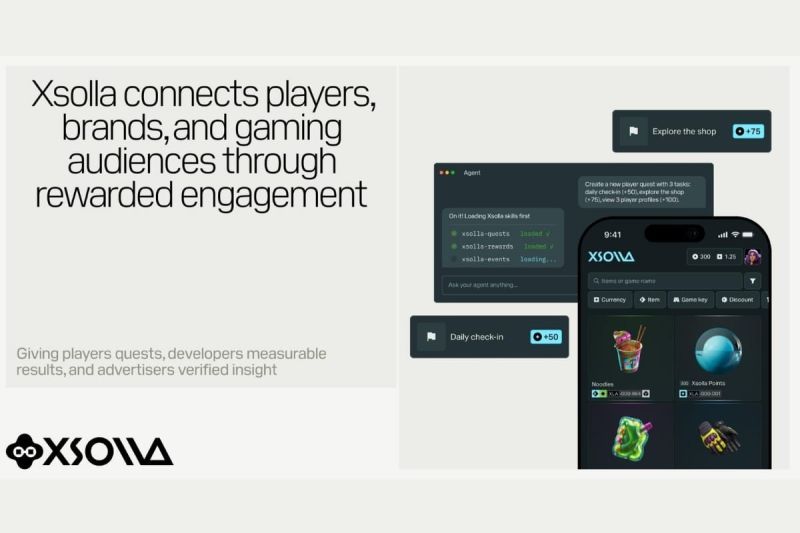 Xsolla connects players,
brands, and gaming
audiences through
rewarded engagement
Giving players quests, developers measurable
results, and advertisers verified insight
XSOLLA
Explore the shop
+75
Agent
Create a new player quest with 3 tasks:
daily check-in (+50), explore the shop
(+75), view 3 player profiles (+100).
On it! Loading Xsolla skills first
xsolla-quests loaded ✓
xsolla-rewards loaded ✓
xsolla-events loading...
Ask your agent anything...
Daily check-in
+50
9:41
XSOLLA
300
1.25
Items or game name
Currency
Item
Game key
Discount
Noodles
XLA
300 Xsolla Points
XLA